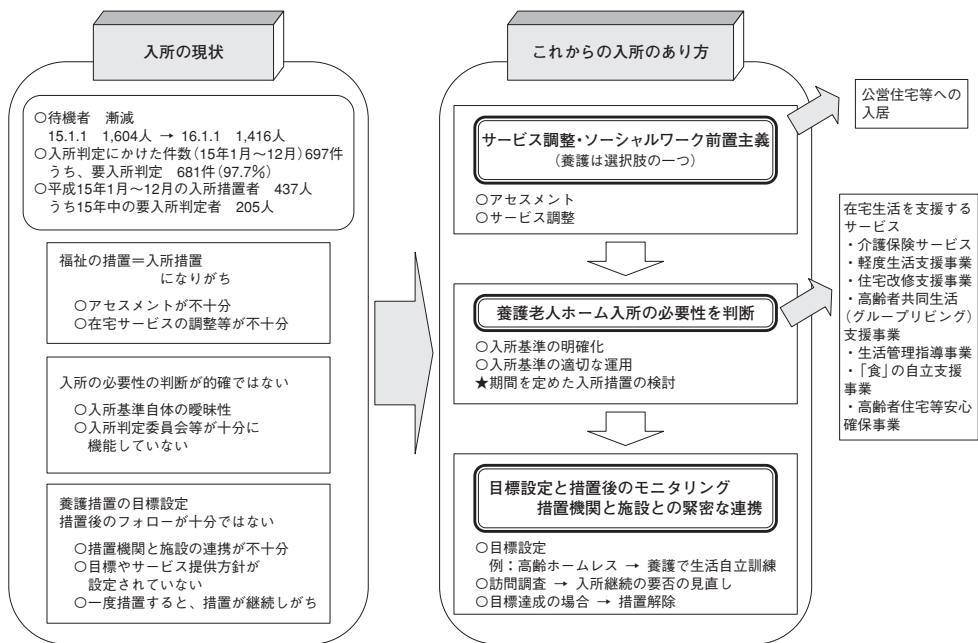 入所の現状
○待機者 漸減
15.1.1 1,604人 → 16.1.1 1,416人
○入所判定にかけた件数(15年1月~12月)697件
うち、要入所判定 681件(97.7%)
○平成15年1月~12月の入所措置者 437人
うち15年中の要入所判定者 205人
福祉の措置=入所措置
になりがち
○アセスメントが不十分
○在宅サービスの調整等が不十分
入所の必要性の判断が的確ではない
○入所基準自体の曖昧性
○入所判定委員会等が十分に
機能していない
養護措置の目標設定
措置後のフォローが十分ではない
○措置機関と施設の連携が不十分
○目標やサービス提供方針が
設定されていない
○一度措置すると、措置が継続しがち
これからの入所のあり方
サービス調整・ソーシャルワーク前置主義
(養護は選択肢の一つ)
○アセスメント
○サービス調整
養護老人ホーム入所の必要性を判断
○入所基準の明確化
○入所基準の適切な運用
★期間を定めた入所措置の検討
目標設定と措置後のモニタリング
措置機関と施設との緊密な連携
○目標設定
例:高齢ホームレス → 養護で生活自立訓練
○訪問調査 → 入所継続の要否の見直し
○目標達成の場合 → 措置解除
公営住宅等への
入居
在宅生活を支援する
サービス
・介護保険サービス
・軽度生活支援事業
・住宅改修支援事業
・高齢者共同生活
(グループリビング)
支援事業
・生活管理指導事業
・「食」の自立支援
事業
・高齢者住宅等安心
確保事業